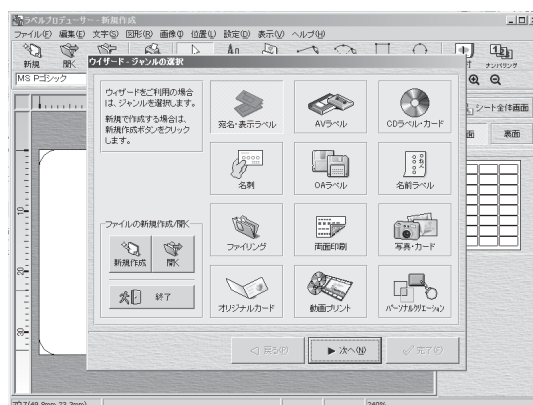 ラベルプロデューサー - 新規作成
ファイル(F) 編集(E) 文字(S) 図形(R) 画像(I) 位置(L) 設定(O) 表示(V) ヘルプ(H)
新規 開く
ナンバリング
MS Pゴシック
シート全体画面
裏面
ウィザード - ジャンルの選択
ウィザードをご利用の場合
は、ジャンルを選択します。
新規で作成する場合は、
新規作成ボタンをクリック
します。
ファイルの新規作成/開く
新規作成 開く
終了
宛名・表示ラベル AVラベル CDラベル・カード
名刺 OAラベル 名前ラベル
ファイリング 両面印刷 写真・カード
オリジナルカード 動画プリント パーソナルクリエーション
戻る(P) 次へ(N) 完了(F)
240%